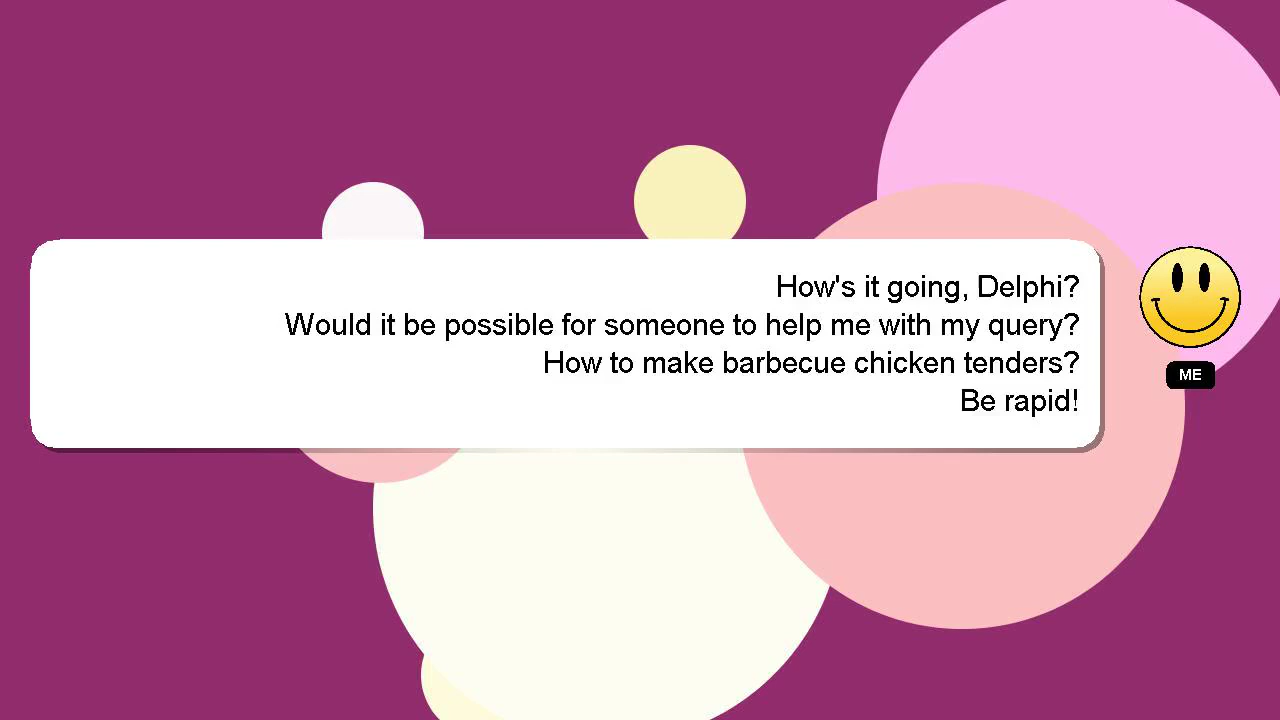 How's it going, Delphi?
Would it be possible for someone to help me with my query?
How to make barbecue chicken tenders?
Be rapid!
ME